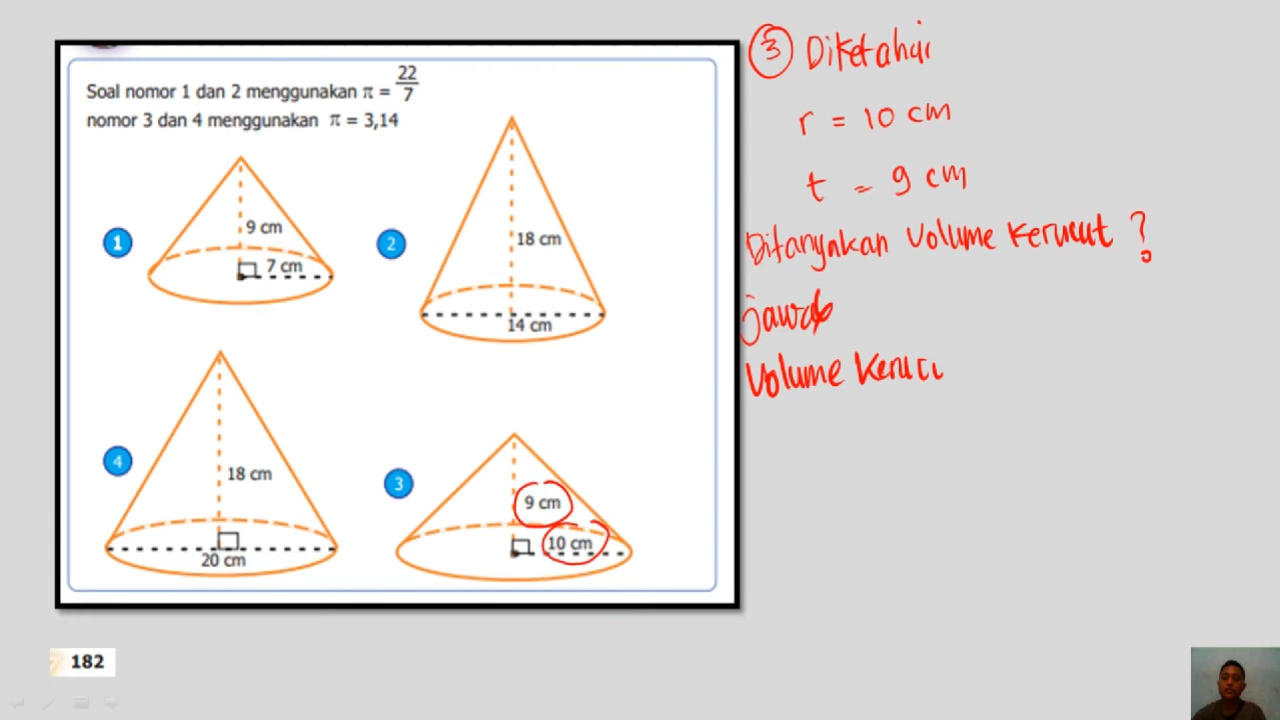 Soal nomor 1 dan 2 menggunakan π = 22/7
nomor 3 dan 4 menggunakan π = 3,14
1
9 cm
7 cm
2
18 cm
14 cm
4
18 cm
20 cm
3
9 cm
10 cm
182
3 Diketahui
r = 10 cm
t = 9 cm
Ditanyakan Volume Kerucut ?
Jawab
Volume Keruc